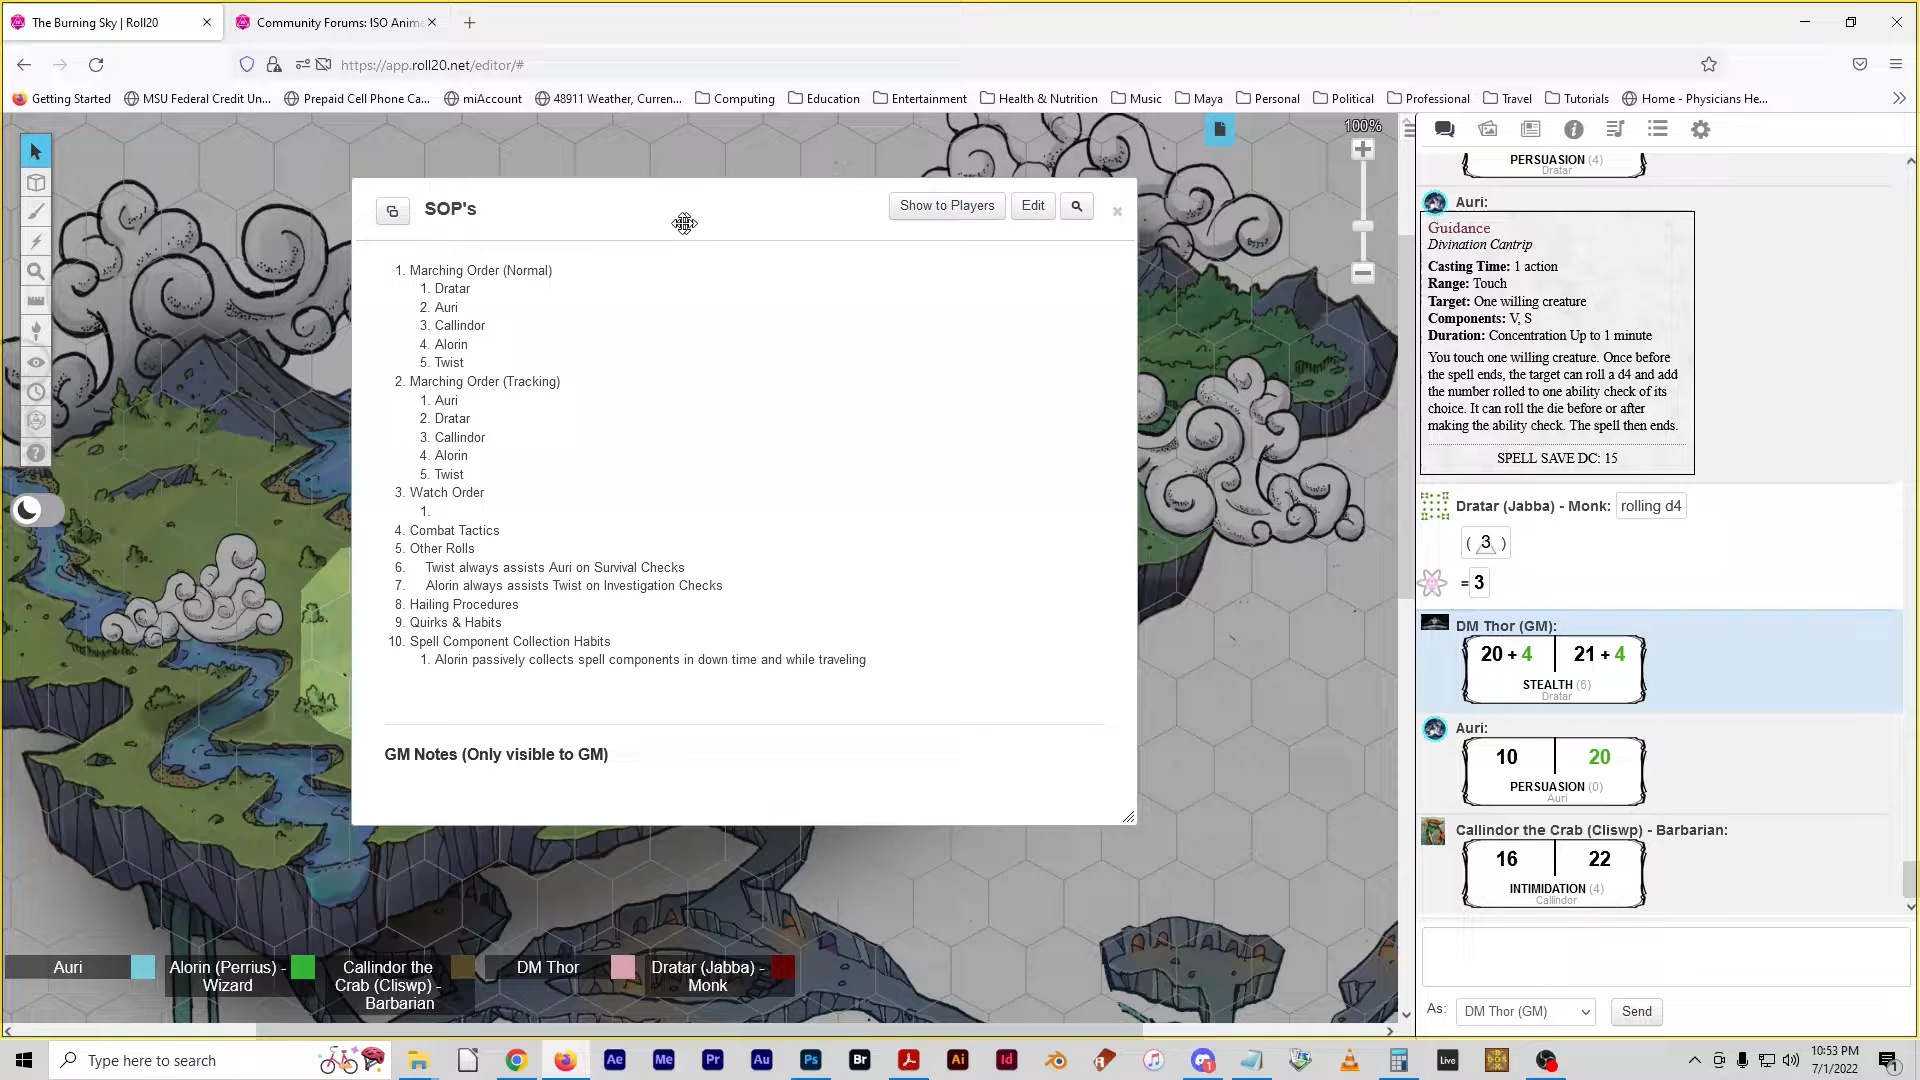 The Burning Sky | Roll20
Community Forums: ISO Anim
https://app.roll20.net/editor/#
Getting Started
MSU Federal Credit Un...
Prepaid Cell Phone Ca...
miAccount
48911 Weather, Curren...
Computing
Education
Entertainment
Health & Nutrition
Music
Maya
Personal
Political
Professional
Travel
Tutorials
Home - Physicians He...
100%
SOP's
Show to Players
Edit
1. Marching Order (Normal)
1. Dratar
2. Auri
3. Callindor
4. Alorin
5. Twist
2. Marching Order (Tracking)
1. Auri
2. Dratar
3. Callindor
4. Alorin
5. Twist
3. Watch Order
1.
4. Combat Tactics
5. Other Rolls
6. Twist always assists Auri on Survival Checks
7. Alorin always assists Twist on Investigation Checks
8. Hailing Procedures
9. Quirks & Habits
10. Spell Component Collection Habits
1. Alorin passively collects spell components in down time and while traveling
GM Notes (Only visible to GM)
PERSUASION (4)
Dratar
Auri:
Guidance
Divination Cantrip
Casting Time: 1 action
Range: Touch
Target: One willing creature
Components: V, S
Duration: Concentration Up to 1 minute
You touch one willing creature. Once before
the spell ends, the target can roll a d4 and add
the number rolled to one ability check of its
choice. It can roll the die before or after
making the ability check. The spell then ends.
SPELL SAVE DC: 15
Dratar (Jabba) - Monk: rolling d4
( 3 )
=3
DM Thor (GM):
20 + 4 21 + 4
STEALTH (6)
Dratar
Auri:
10 20
PERSUASION (0)
Auri
Callindor the Crab (Cliswp) - Barbarian:
16 22
INTIMIDATION (4)
Callindor
As: DM Thor (GM) Send
Auri
Alorin (Perrius) -
Wizard
Callindor the
Crab (Cliswp) -
Barbarian
DM Thor
Dratar (Jabba) -
Monk
Type here to search
Ae
Me
Pr
Au
Ps
Br
Ai
Id
Live
10:53 PM
7/1/2022